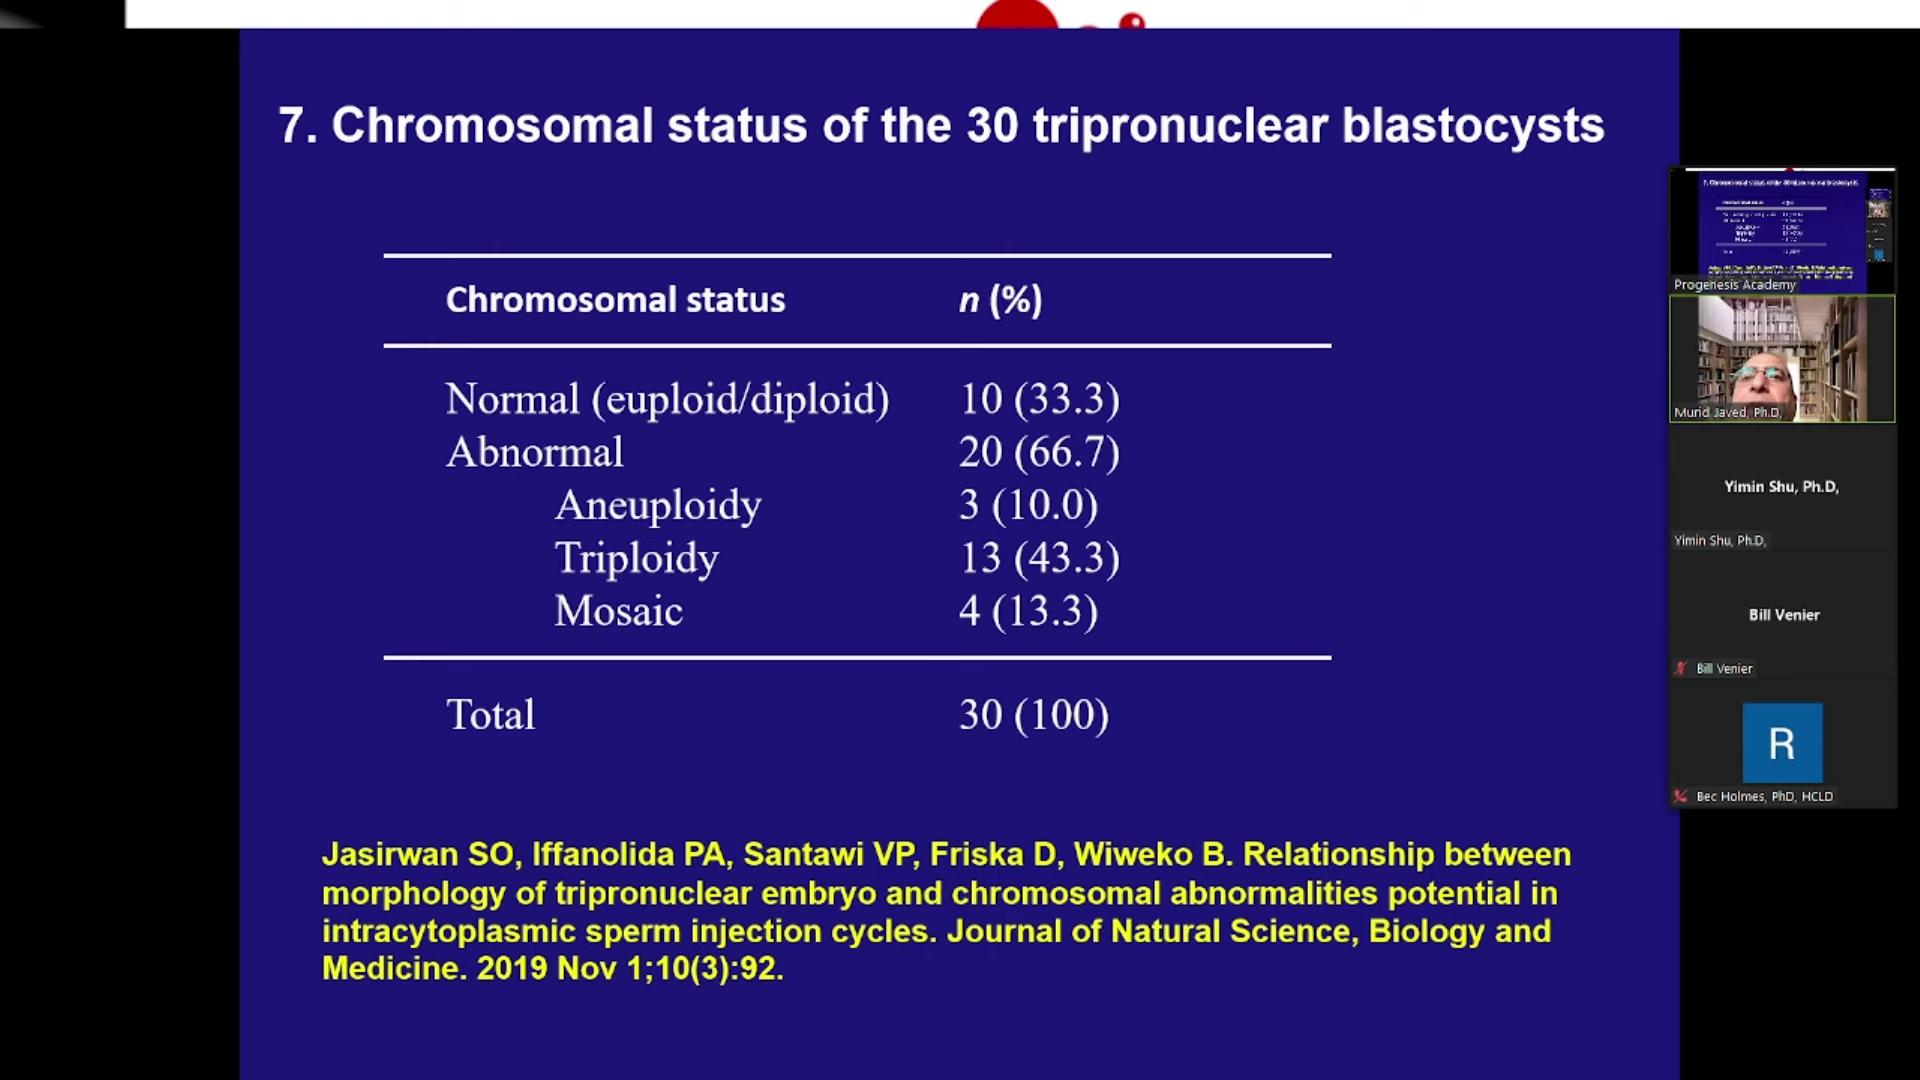 7. Chromosomal status of the 30 tripronuclear blastocysts
Chromosomal status n (%)
Normal (euploid/diploid) 10 (33.3)
Abnormal 20 (66.7)
Aneuploidy 3 (10.0)
Triploidy 13 (43.3)
Mosaic 4 (13.3)
Total 30 (100)
Jasirwan SO, Iffanolida PA, Santawi VP, Friska D, Wiweko B. Relationship between
morphology of tripronuclear embryo and chromosomal abnormalities potential in
intracytoplasmic sperm injection cycles. Journal of Natural Science, Biology and
Medicine. 2019 Nov 1;10(3):92.
Progenesis Academy
Murid Javed, Ph.D,
Yimin Shu, Ph.D,
Yimin Shu, Ph.D,
Bill Venier
Bill Venier
R
Bec Holmes, PhD, HCLD